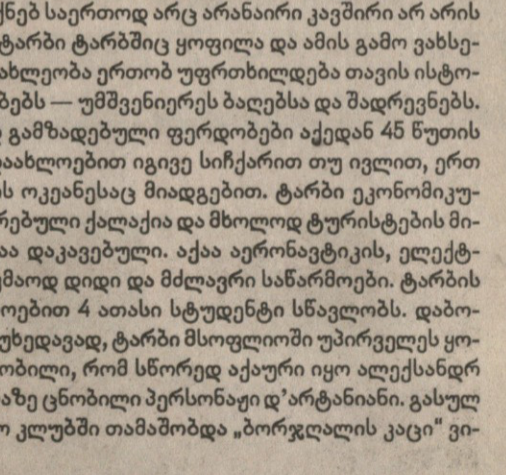 ქნებ საერთოდ არც არანაირი კავშირი არ არის
ტარბი ტარბშიც ყოფილა და ამის გამო ვახსე-
ახლეობა ერთობ უფრთხილდება თავის ისტო-
ბებს — უმშვენიერეს ბაღებსა და შადრევნებს.
გამზადებული ფერდობები აქედან 45 წუთის
აახლოებით იგივე სიჩქარით თუ ივლით, ერთ
ს ოკეანესაც მიადგებით. ტარბი ეკონომიკუ-
რებული ქალაქია და მხოლოდ ტურისტების მი-
აა დაკავებული. აქაა აერონავტიკის, ელექტ-
მაოდ დიდი და მძლავრი საწარმოები. ტარბის
ოებით 4 ათასი სტუდენტი სწავლობს. დაბო-
უხედავად, ტარბი მსოფლიოში უპირველეს ყო-
ობილი, რომ სწორედ აქაური იყო ალექსანდრ
აზე ცნობილი პერსონაჟი დ’არტანიანი. გასულ
ო კლუბში თამაშობდა „ბორჯღალის კაცი“ ვი-